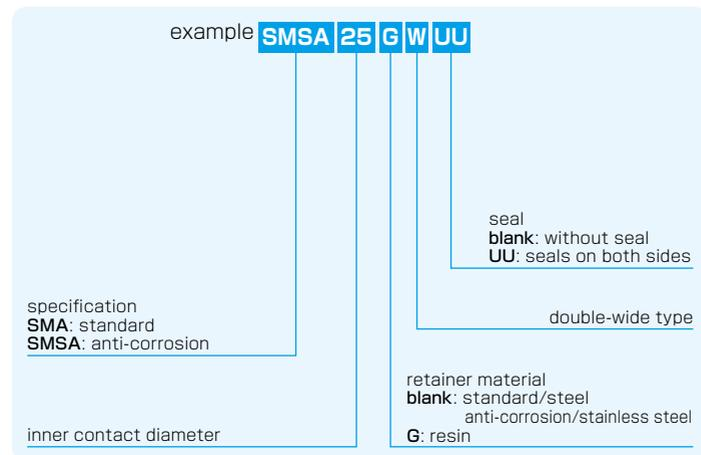 example SMSA 25 G W UU
seal
blank: without seal
UU: seals on both sides
double-wide type
specification
SMA: standard
SMSA: anti-corrosion
retainer material
blank: standard/steel
anti-corrosion/stainless steel
G: resin
inner contact diameter